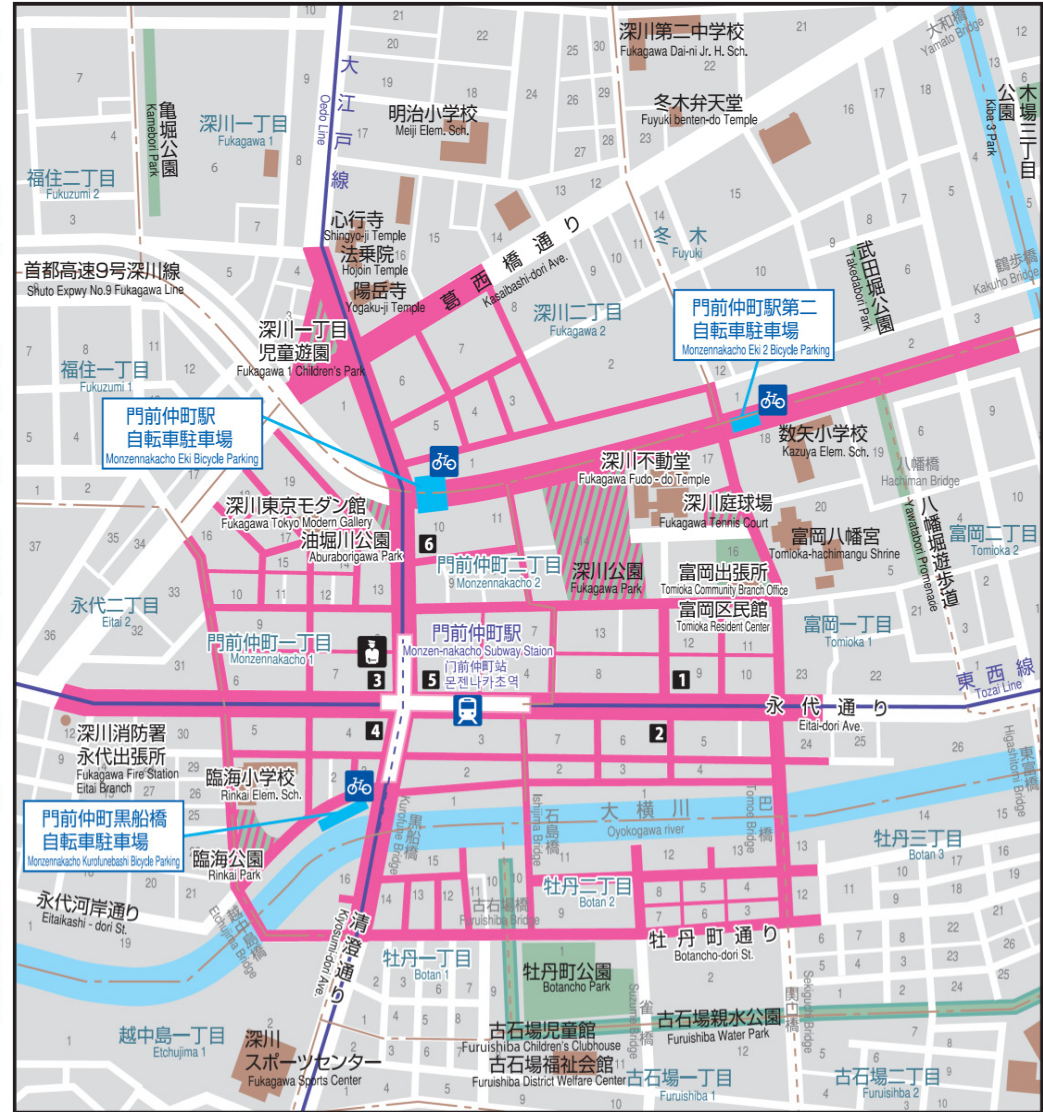 深川第二中学校
Fukagawa Dai-ni Jr. H. Sch.
大和橋
Yamato Bridge
木場三丁目
公園
Kiba 3 Park
大江戸線
Oedo Line
亀堀公園
Kamebori Park
深川一丁目
Fukagawa 1
明治小学校
Meiji Elem. Sch.
冬木弁天堂
Fuyuki benten-do Temple
福住二丁目
Fukuzumi 2
心行寺
Shingyo-ji Temple
法乗院
Hojoin Temple
陽岳寺
Yogaku-ji Temple
葛西橋通り
Kasaibashi-dori Ave.
冬木
Fuyuki
武田堀公園
Takedabori Park
鶴歩橋
Kakuho Bridge
首都高速9号深川線
Shuto Expwy No.9 Fukagawa Line
深川一丁目
児童遊園
Fukagawa 1 Children's Park
深川二丁目
Fukagawa 2
門前仲町駅第二
自転車駐車場
Monzennakacho Eki 2 Bicycle Parking
福住一丁目
Fukuzumi 1
門前仲町駅
自転車駐車場
Monzennakacho Eki Bicycle Parking
数矢小学校
Kazuya Elem. Sch.
八幡橋
Hachiman Bridge
八幡堀遊歩道
Yawatabori Promenade
深川不動堂
Fukagawa Fudo - do Temple
深川東京モダン館
Fukagawa Tokyo Modern Gallery
油堀川公園
Aburaborigawa Park
深川庭球場
Fukagawa Tennis Court
富岡八幡宮
Tomioka-hachimangu Shrine
富岡二丁目
Tomioka 2
6
門前仲町二丁目
Monzennakacho 2
深川公園
Fukagawa Park
富岡出張所
Tomioka Community Branch Office
富岡区民館
Tomioka Resident Center
富岡一丁目
Tomioka 1
永代二丁目
Eitai 2
門前仲町一丁目
Monzennakacho 1
門前仲町駅
Monzen-nakacho Subway Staion
门前仲町站
몬젠나카초역
3
5
1
東西線
Tozai Line
永代通り
Eitai-dori Ave.
4
2
深川消防署
永代出張所
Fukagawa Fire Station
Eitai Branch
臨海小学校
Rinkai Elem. Sch.
門前仲町黒船橋
自転車駐車場
Monzennakacho Kurofunebashi Bicycle Parking
黒船橋
Kurofune Bridge
石島橋
Ishijima Bridge
大横川
Oyokogawa river
巴橋
Tomoe Bridge
東富橋
Higashitomi Bridge
臨海公園
Rinkai Park
牡丹三丁目
Botan 3
牡丹二丁目
Botan 2
永代河岸通り
Eitaikashi - dori St.
越中島橋
Etchujima Bridge
古石場橋
Furuishiba Bridge
清澄通り
Kiyosumi-dori Ave.
牡丹町通り
Botancho-dori St.
牡丹一丁目
Botan 1
牡丹町公園
Botancho Park
雀橋
Suzume Bridge
関口橋
Sekiguchi Bridge
越中島一丁目
Etchujima 1
深川
スポーツセンター
Fukagawa Sports Center
古石場児童館
Furuishiba Children's Clubhouse
古石場福祉会館
Furuishiba District Welfare Center
古石場親水公園
Furuishiba Water Park
古石場一丁目
Furuishiba 1
古石場二丁目
Furuisihba 2